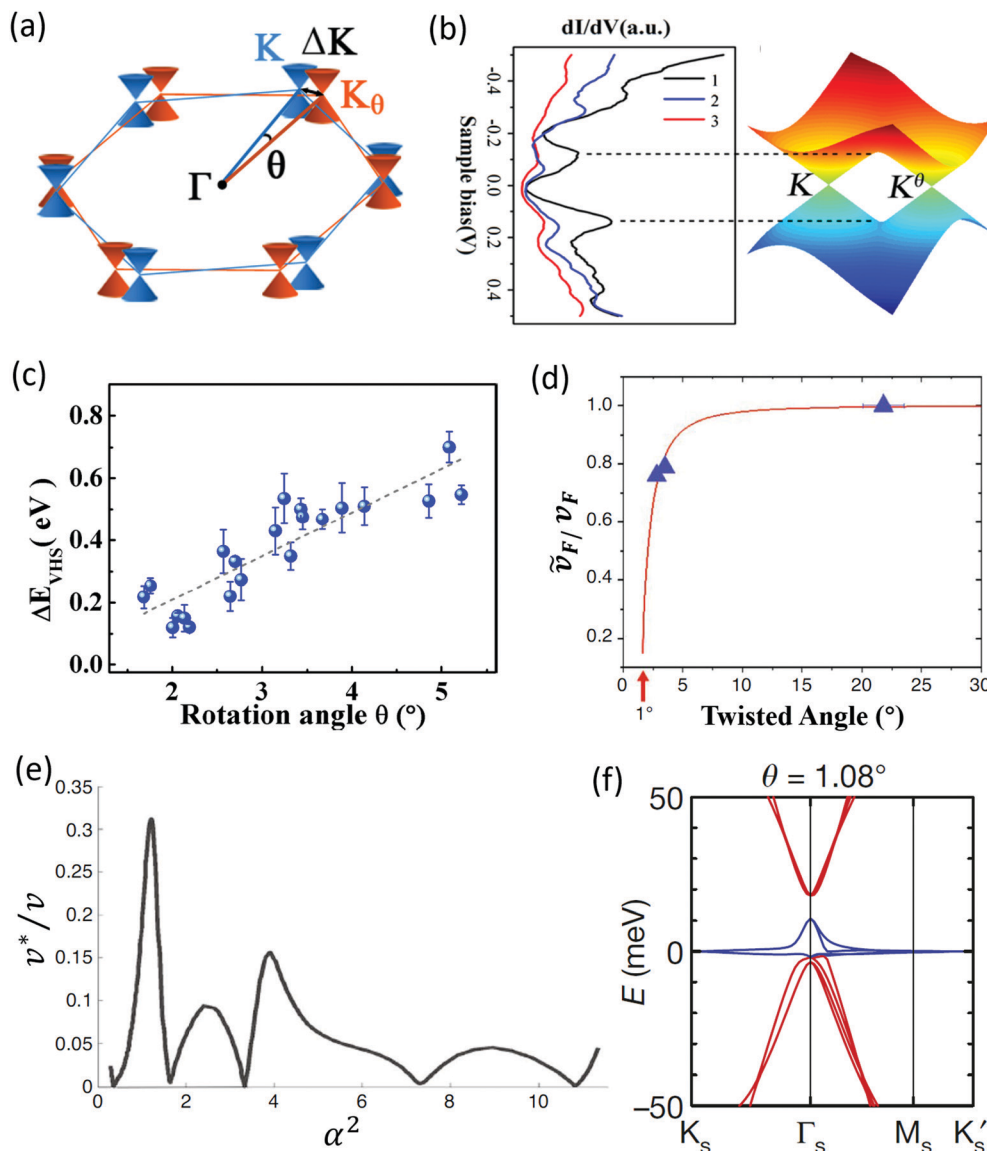 (a)
K
ΔK
K_θ
θ
Γ
(b)
dI/dV(a.u.)
-0.4
-0.2
0.0
0.2
0.4
Sample bias(V)
1
2
3
K
K^θ
(c)
0.8
0.6
0.4
0.2
0.0
ΔE_VHS( eV)
2
3
4
5
Rotation angle θ (°)
(d)
1.0
0.8
0.6
0.4
0.2
ṽ_F/ v_F
0
5
10
15
20
25
30
1°
Twisted Angle (°)
(e)
0.35
0.3
0.25
0.2
0.15
0.1
0.05
0
v*/v
0
2
4
6
8
10
α²
(f)
θ = 1.08°
50
0
−50
E (meV)
K_s
Γ_s
M_s
K_s′